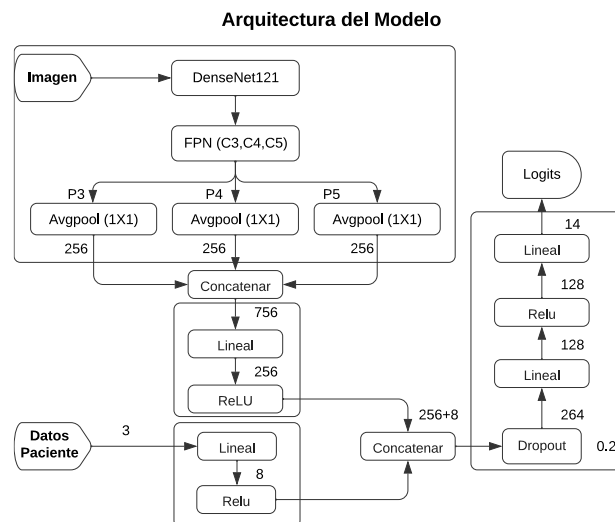 Arquitectura del Modelo
Imagen
DenseNet121
FPN (C3,C4,C5)
P3
P4
P5
Avgpool (1X1)
Avgpool (1X1)
Avgpool (1X1)
256
256
256
Concatenar
756
Lineal
256
ReLU
Datos
Paciente
3
Lineal
8
Relu
256+8
Concatenar
Dropout
0.2
264
Lineal
128
Relu
128
Lineal
14
Logits